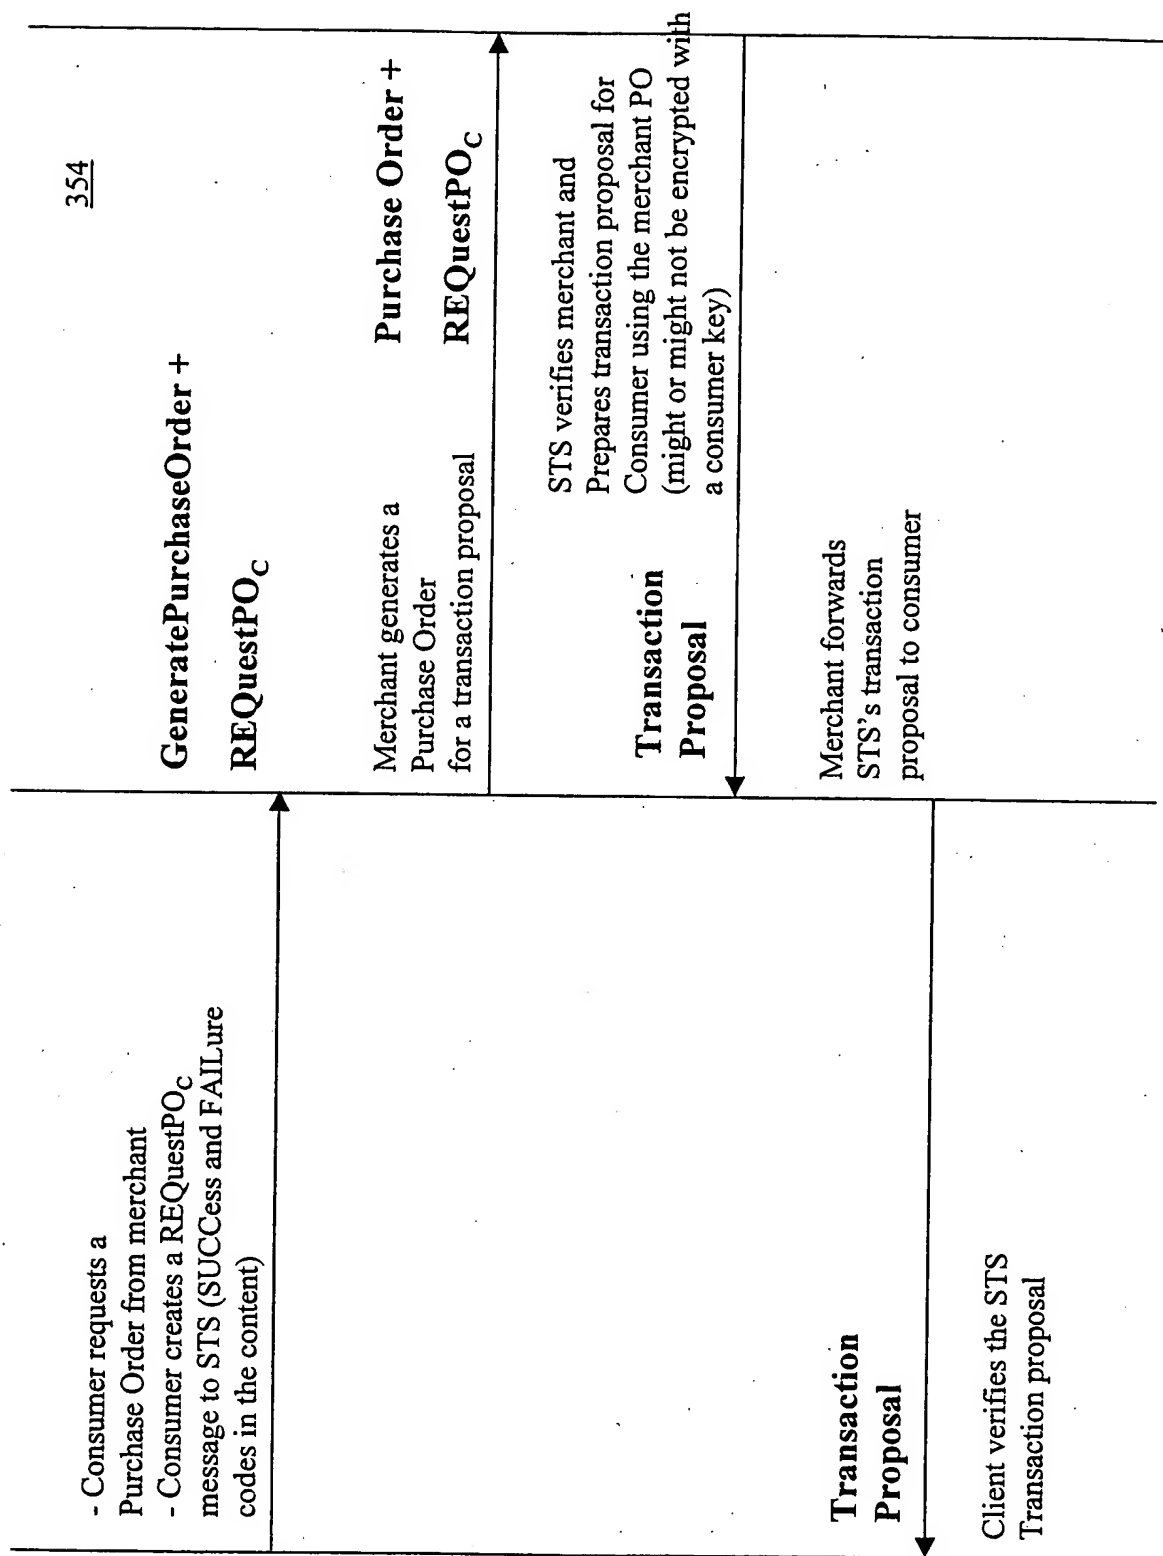 354
- Consumer requests a
Purchase Order from merchant
- Consumer creates a REQuestPOC
message to STS (SUCCess and FAILure
codes in the content)
GeneratePurchaseOrder +
REQuestPOC
Merchant generates a
Purchase Order
for a transaction proposal
Purchase Order +
REQuestPOC
STS verifies merchant and
Prepares transaction proposal for
Consumer using the merchant PO
(might or might not be encrypted with
a consumer key)
Transaction
Proposal
Merchant forwards
STS's transaction
proposal to consumer
Transaction
Proposal
Client verifies the STS
Transaction proposal